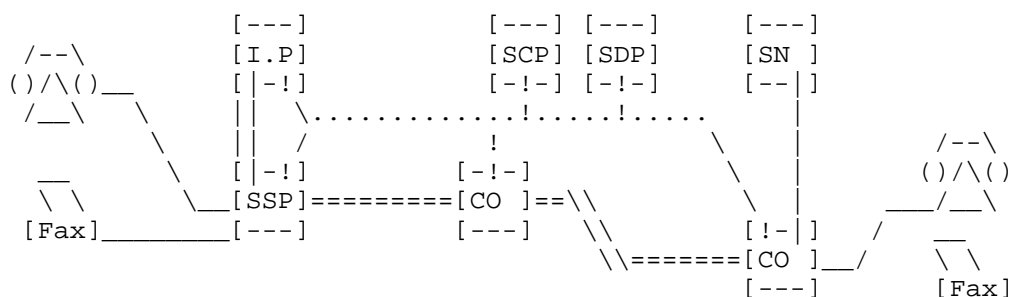 [I.P] [SCP] [SDP] [SN ]
[SSP] [CO ]
[Fax]
[CO ]
[Fax]